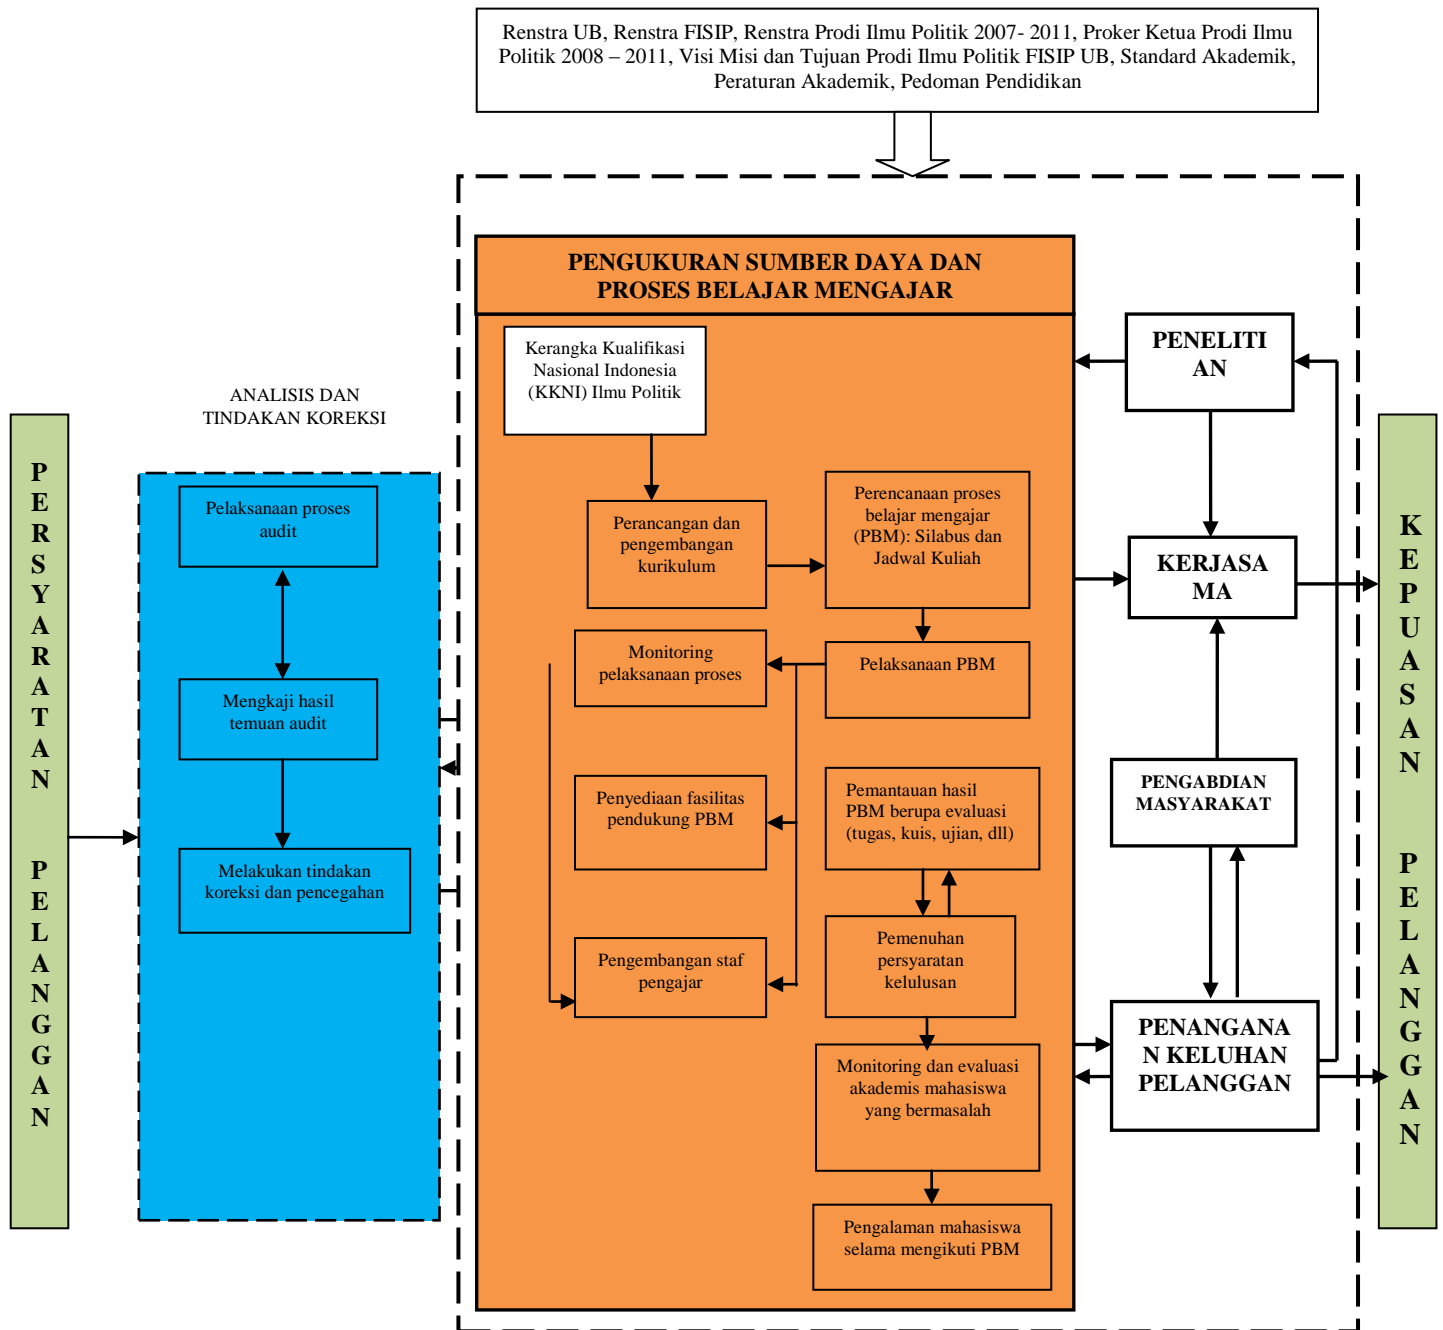 Renstra UB, Renstra FISIP, Renstra Prodi Ilmu Politik 2007- 2011, Proker Ketua Prodi Ilmu
Politik 2008 – 2011, Visi Misi dan Tujuan Prodi Ilmu Politik FISIP UB, Standard Akademik,
Peraturan Akademik, Pedoman Pendidikan
PERSYARATAN PELANGGAN
ANALISIS DAN
TINDAKAN KOREKSI
Pelaksanaan proses
audit
Mengkaji hasil
temuan audit
Melakukan tindakan
koreksi dan pencegahan
PENGUKURAN SUMBER DAYA DAN
PROSES BELAJAR MENGAJAR
Kerangka Kualifikasi
Nasional Indonesia
(KKNI) Ilmu Politik
Perancangan dan
pengembangan
kurikulum
Perencanaan proses
belajar mengajar
(PBM): Silabus dan
Jadwal Kuliah
Monitoring
pelaksanaan proses
Pelaksanaan PBM
Penyediaan fasilitas
pendukung PBM
Pemantauan hasil
PBM berupa evaluasi
(tugas, kuis, ujian, dll)
Pengembangan staf
pengajar
Pemenuhan
persyaratan
kelulusan
Monitoring dan evaluasi
akademis mahasiswa
yang bermasalah
Pengalaman mahasiswa
selama mengikuti PBM
PENELITI
AN
KERJASA
MA
PENGABDIAN
MASYARAKAT
PENANGANA
N KELUHAN
PELANGGAN
KEPUASAN PELANGGAN